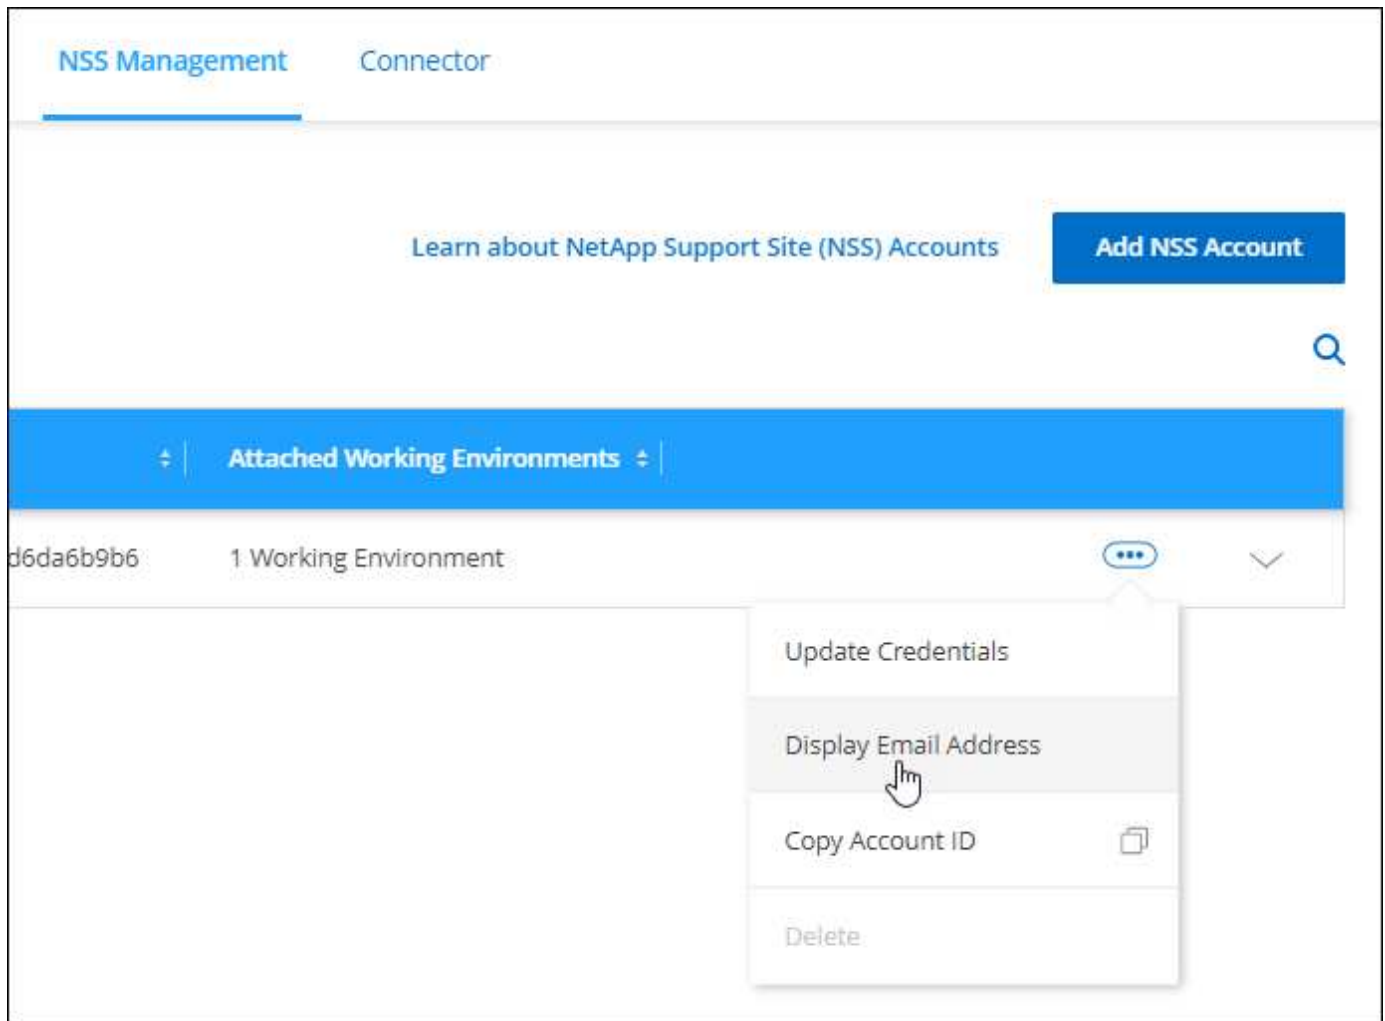 NSS Management Connector
Learn about NetApp Support Site (NSS) Accounts Add NSS Account
Attached Working Environments
d6da6b9b6 1 Working Environment
Update Credentials
Display Email Address
Copy Account ID
Delete